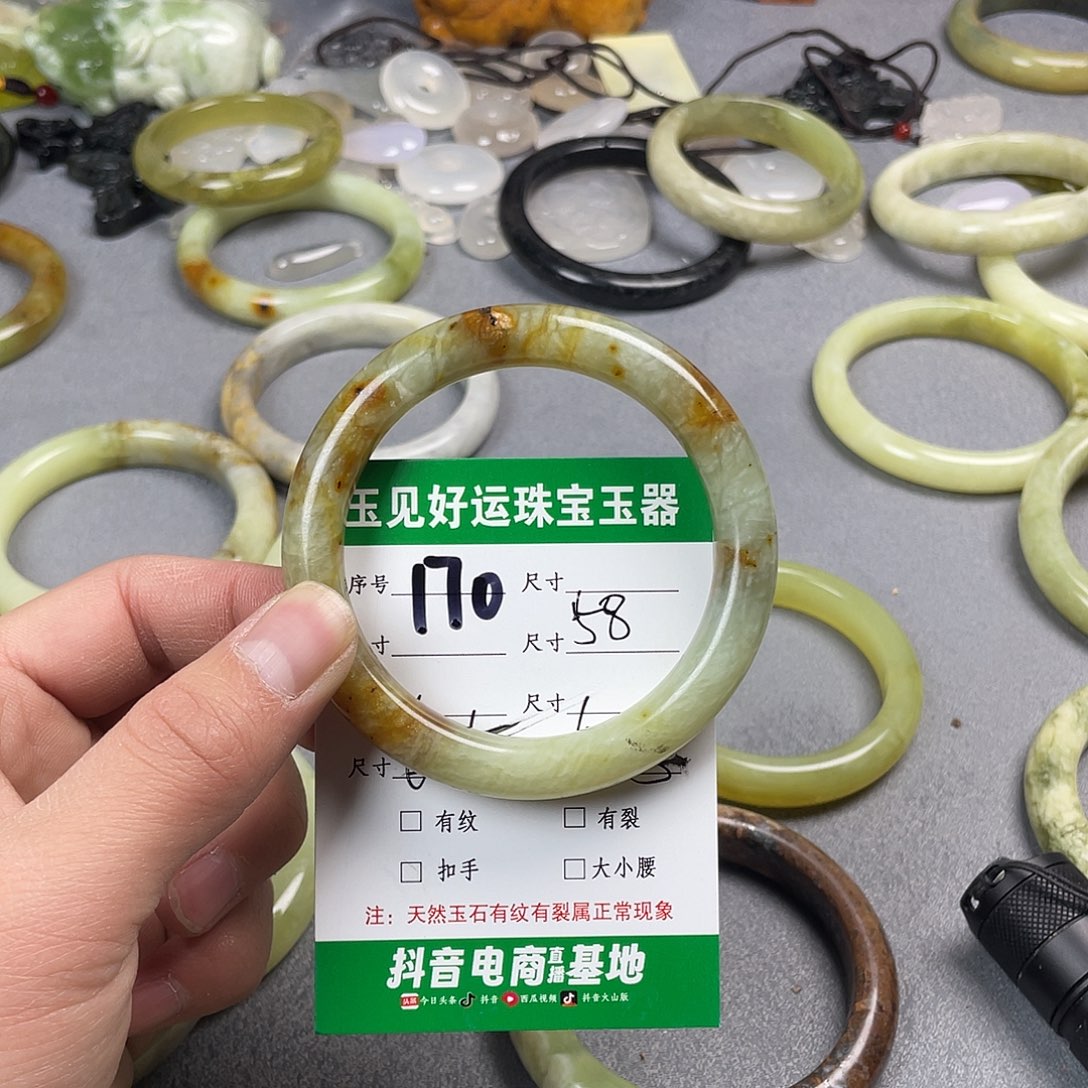 玉见好运珠宝玉器
序号 170 尺寸
寸 尺寸 58
尺寸
尺寸
有纹 有裂
扣手 大小腰
注：天然玉石有纹有裂属正常现象
抖音电商直播基地
头条 今日头条 抖音 西瓜视频 抖音火山版